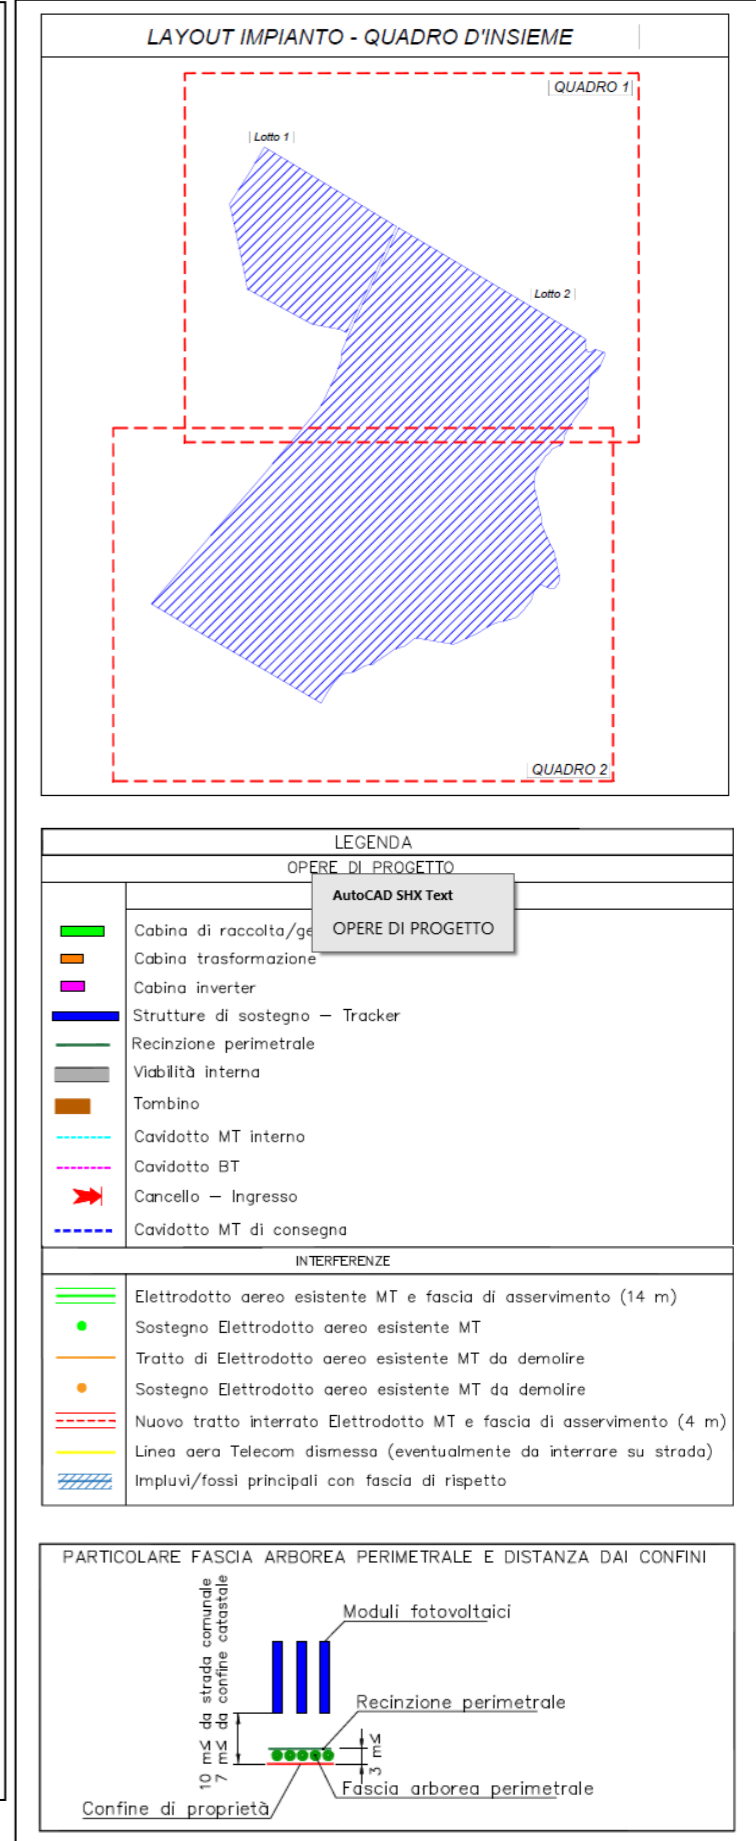 LAYOUT IMPIANTO - QUADRO D'INSIEME
QUADRO 1
Lotto 1
Lotto 2
QUADRO 2
LEGENDA
OPERE DI PROGETTO
AutoCAD SHX Text
OPERE DI PROGETTO
Cabina di raccolta/ge
Cabina trasformazione
Cabina inverter
Strutture di sostegno – Tracker
Recinzione perimetrale
Viabilità interna
Tombino
Cavidotto MT interno
Cavidotto BT
Cancello – Ingresso
Cavidotto MT di consegna
INTERFERENZE
Elettrodotto aereo esistente MT e fascia di asservimento (14 m)
Sostegno Elettrodotto aereo esistente MT
Tratto di Elettrodotto aereo esistente MT da demolire
Sostegno Elettrodotto aereo esistente MT da demolire
Nuovo tratto interrato Elettrodotto MT e fascia di asservimento (4 m)
Linea aera Telecom dismessa (eventualmente da interrare su strada)
Impluvi/fossi principali con fascia di rispetto
PARTICOLARE FASCIA ARBOREA PERIMETRALE E DISTANZA DAI CONFINI
10 m≤ da strada comunale
7 m≤ da confine catastale
Moduli fotovoltaici
Recinzione perimetrale
3 m≤
Fascia arborea perimetrale
Confine di proprietà